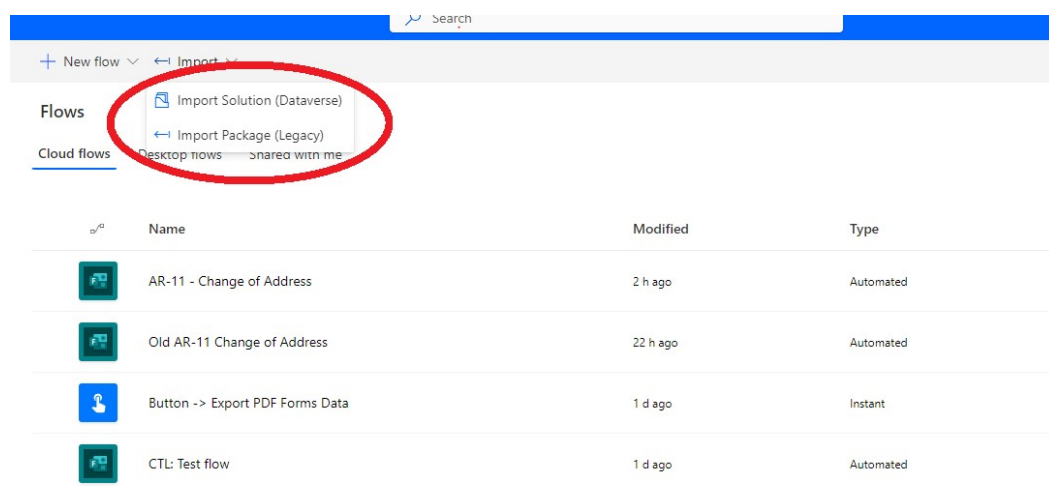 Search
New flow Import
Import Solution (Dataverse)
Flows
Import Package (Legacy)
Cloud flows Desktop flows Shared with me
Name Modified Type
AR-11 - Change of Address 2 h ago Automated
Old AR-11 Change of Address 22 h ago Automated
Button -> Export PDF Forms Data 1 d ago Instant
CTL: Test flow 1 d ago Automated